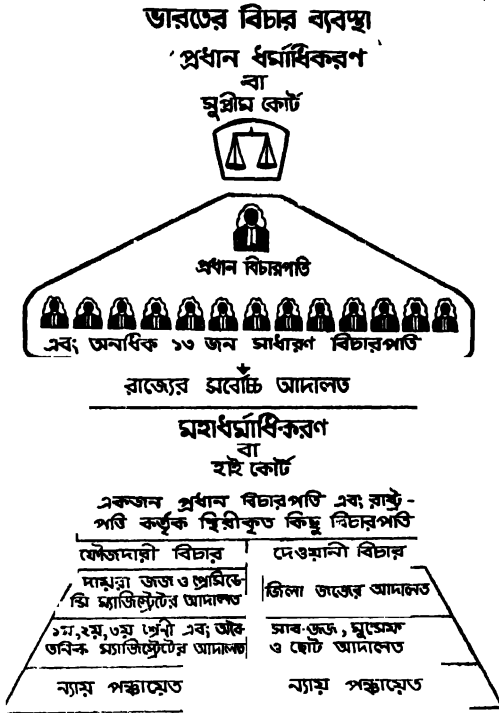 ভারতের বিচার ব্যবস্থা
'প্রধান ধর্মাধিকরণ'
বা
সুপ্রীম কোর্ট
প্রধান বিচারপতি
এবং অনধিক ১৩ জন সাধারণ বিচারপতি
রাজ্যের সর্বোচ্চ আদালত
মহাধর্মাধিকরণ
বা
হাই কোর্ট
একজন প্রধান বিচারপতি এবং রাষ্ট্র-
পতি কর্তৃক স্থিরীকৃত কিছু বিচারপতি
ফৌজদারী বিচার
দেওয়ানী বিচার
দায়রা জজ ও প্রেসিডে-
ন্সি ম্যাজিস্ট্রেটের আদালত
জিলা জজের আদালত
১ম,২য়,৩য় শ্রেণী এবং অবৈ
তনিক ম্যাজিস্ট্রেটের আদালত
সাব-জজ, মুন্সেফ
ও ছোট আদালত
ন্যায় পঞ্চায়েত
ন্যায় পঞ্চায়েত